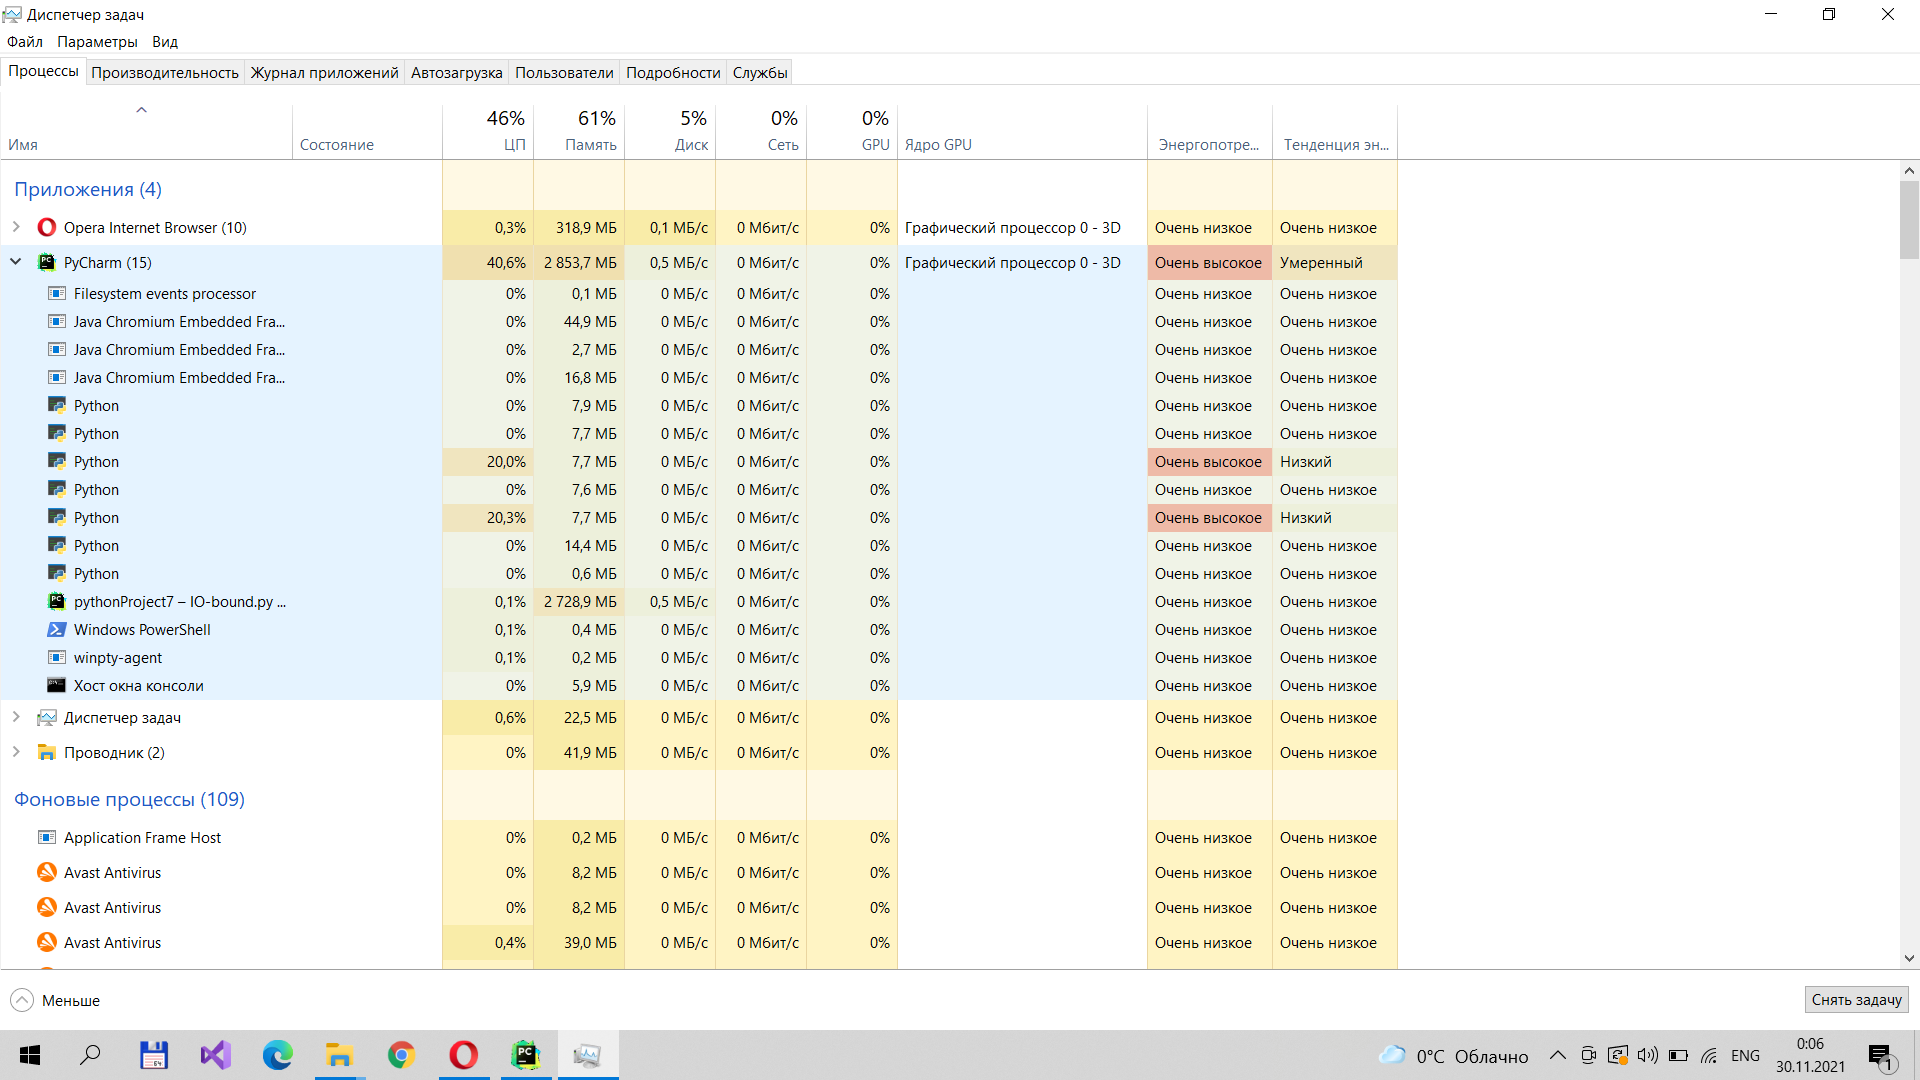 Диспетчер задач
Файл Параметры Вид
Процессы Производительность Журнал приложений Автозагрузка Пользователи Подробности Службы
46% 61% 5% 0% 0%
Имя Состояние ЦП Память Диск Сеть GPU Ядро GPU Энергопотре... Тенденция эн...
Приложения (4)
Opera Internet Browser (10) 0,3% 318,9 МБ 0,1 МБ/с 0 Мбит/с 0% Графический процессор 0 - 3D Очень низкое Очень низкое
PyCharm (15) 40,6% 2 853,7 МБ 0,5 МБ/с 0 Мбит/с 0% Графический процессор 0 - 3D Очень высокое Умеренный
Filesystem events processor 0% 0,1 МБ 0 МБ/с 0 Мбит/с 0% Очень низкое Очень низкое
Java Chromium Embedded Fra... 0% 44,9 МБ 0 МБ/с 0 Мбит/с 0% Очень низкое Очень низкое
Java Chromium Embedded Fra... 0% 2,7 МБ 0 МБ/с 0 Мбит/с 0% Очень низкое Очень низкое
Java Chromium Embedded Fra... 0% 16,8 МБ 0 МБ/с 0 Мбит/с 0% Очень низкое Очень низкое
Python 0% 7,9 МБ 0 МБ/с 0 Мбит/с 0% Очень низкое Очень низкое
Python 0% 7,7 МБ 0 МБ/с 0 Мбит/с 0% Очень низкое Очень низкое
Python 20,0% 7,7 МБ 0 МБ/с 0 Мбит/с 0% Очень высокое Низкий
Python 0% 7,6 МБ 0 МБ/с 0 Мбит/с 0% Очень низкое Очень низкое
Python 20,3% 7,7 МБ 0 МБ/с 0 Мбит/с 0% Очень высокое Низкий
Python 0% 14,4 МБ 0 МБ/с 0 Мбит/с 0% Очень низкое Очень низкое
Python 0% 0,6 МБ 0 МБ/с 0 Мбит/с 0% Очень низкое Очень низкое
pythonProject7 – IO-bound.py ... 0,1% 2 728,9 МБ 0,5 МБ/с 0 Мбит/с 0% Очень низкое Очень низкое
Windows PowerShell 0,1% 0,4 МБ 0 МБ/с 0 Мбит/с 0% Очень низкое Очень низкое
winpty-agent 0,1% 0,2 МБ 0 МБ/с 0 Мбит/с 0% Очень низкое Очень низкое
Хост окна консоли 0% 5,9 МБ 0 МБ/с 0 Мбит/с 0% Очень низкое Очень низкое
Диспетчер задач 0,6% 22,5 МБ 0 МБ/с 0 Мбит/с 0% Очень низкое Очень низкое
Проводник (2) 0% 41,9 МБ 0 МБ/с 0 Мбит/с 0% Очень низкое Очень низкое
Фоновые процессы (109)
Application Frame Host 0% 0,2 МБ 0 МБ/с 0 Мбит/с 0% Очень низкое Очень низкое
Avast Antivirus 0% 8,2 МБ 0 МБ/с 0 Мбит/с 0% Очень низкое Очень низкое
Avast Antivirus 0% 8,2 МБ 0 МБ/с 0 Мбит/с 0% Очень низкое Очень низкое
Avast Antivirus 0,4% 39,0 МБ 0 МБ/с 0 Мбит/с 0% Очень низкое Очень низкое
Меньше Снять задачу
0°C Облачно ENG 0:06
30.11.2021 1